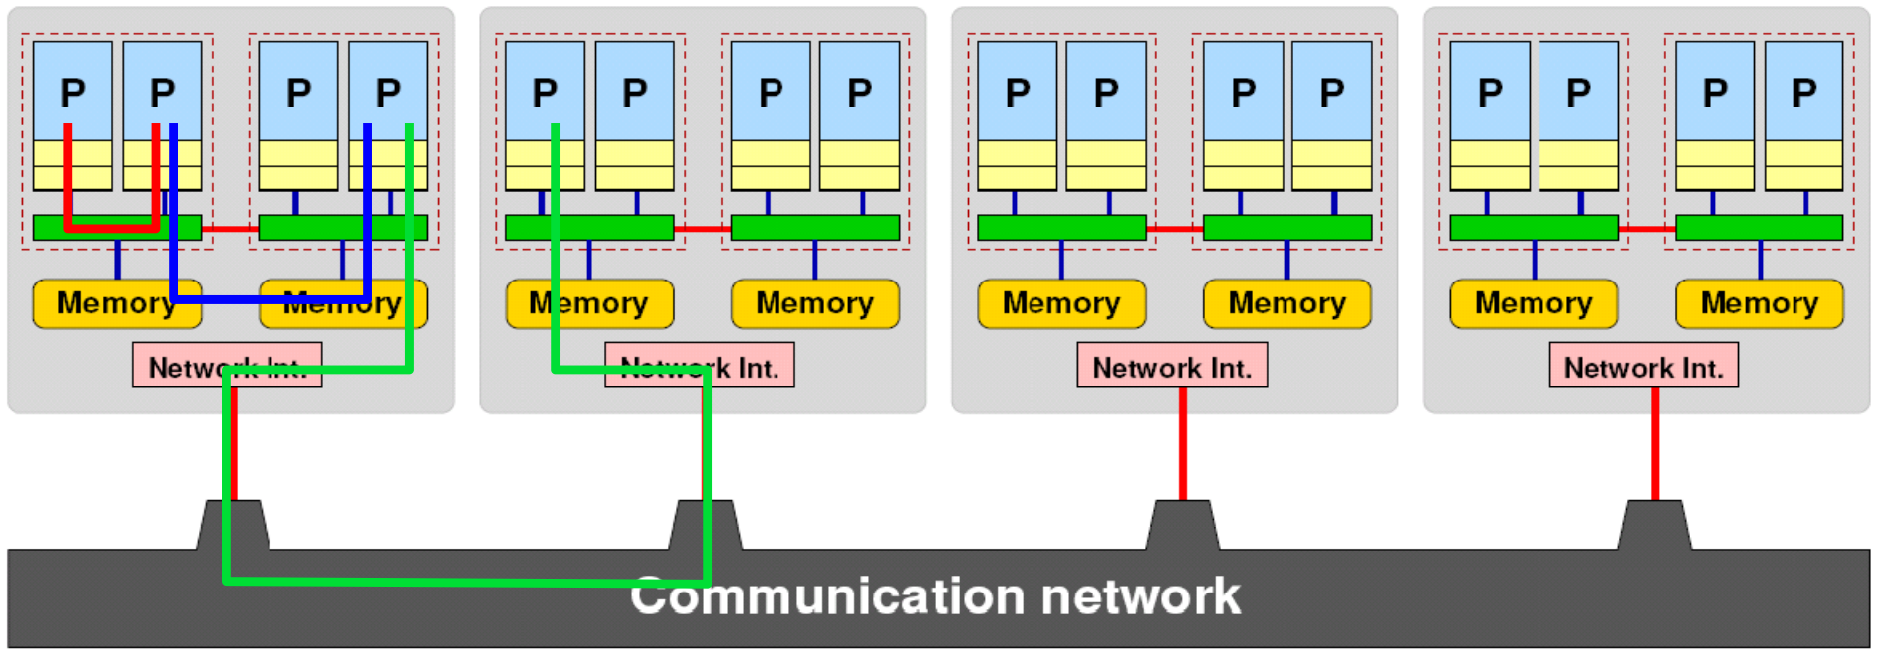 P P P P P P P P P P P P P P P P
Memory Memory Memory Memory Memory Memory Memory Memory
Network Int. Network Int. Network Int. Network Int.
Communication network